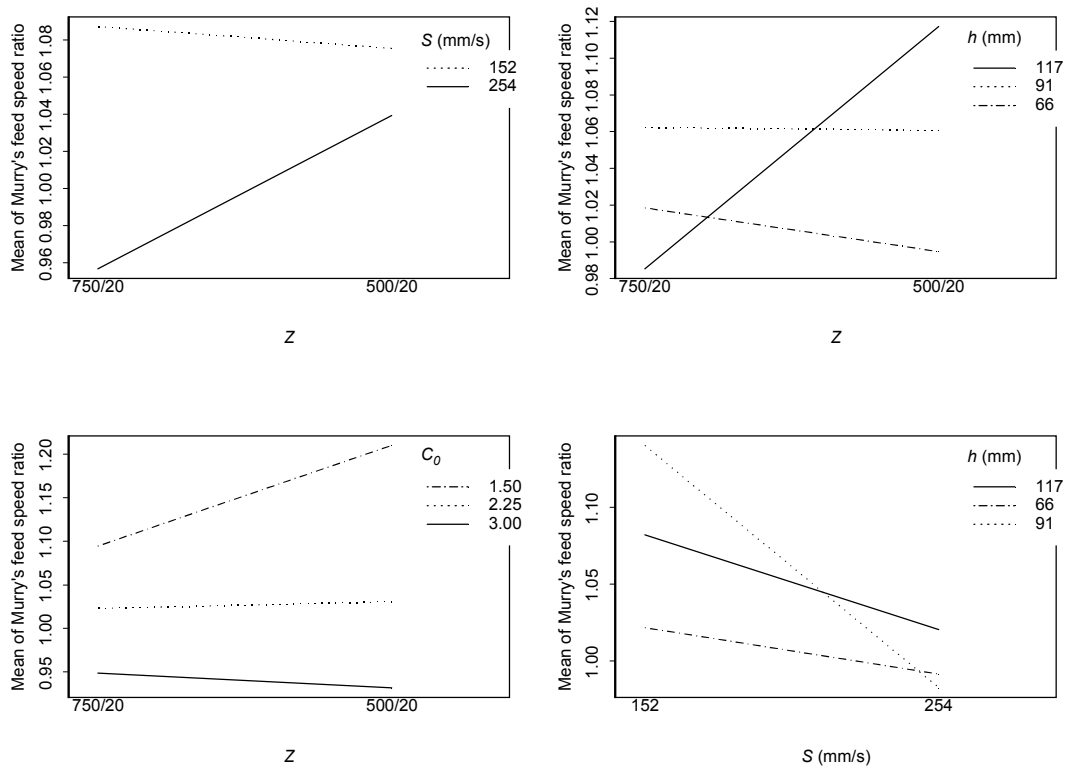 Mean of Murry's feed speed ratio
0.96 0.98 1.00 1.02 1.04 1.06 1.08
S (mm/s)
152
254
750/20 500/20
Z
Mean of Murry's feed speed ratio
0.98 1.00 1.02 1.04 1.06 1.08 1.10 1.12
h (mm)
117
91
66
750/20 500/20
Z
Mean of Murry's feed speed ratio
0.95 1.00 1.05 1.10 1.15 1.20
C0
1.50
2.25
3.00
750/20 500/20
Z
Mean of Murry's feed speed ratio
1.00 1.05 1.10
h (mm)
117
66
91
152 254
S (mm/s)